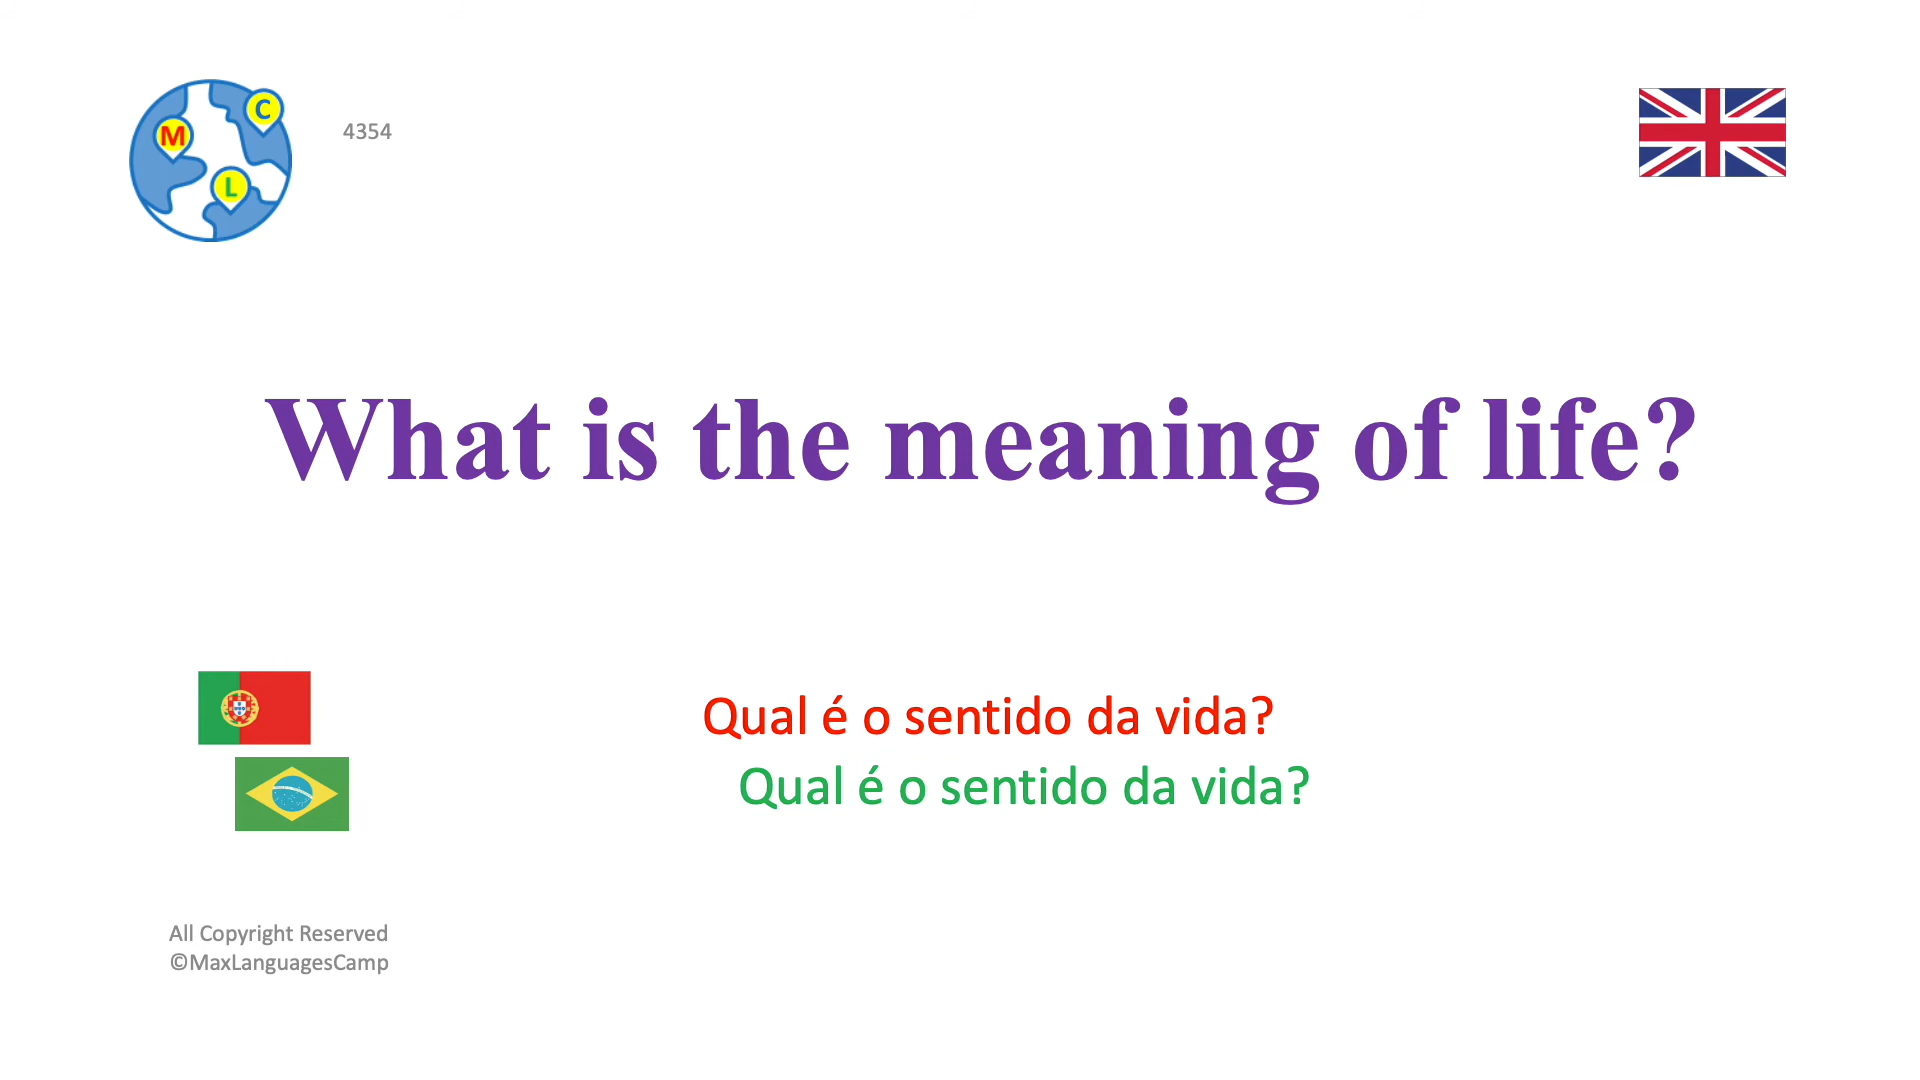 C
M
L
4354
What is the meaning of life?
Qual é o sentido da vida?
Qual é o sentido da vida?
All Copyright Reserved
©MaxLanguagesCamp